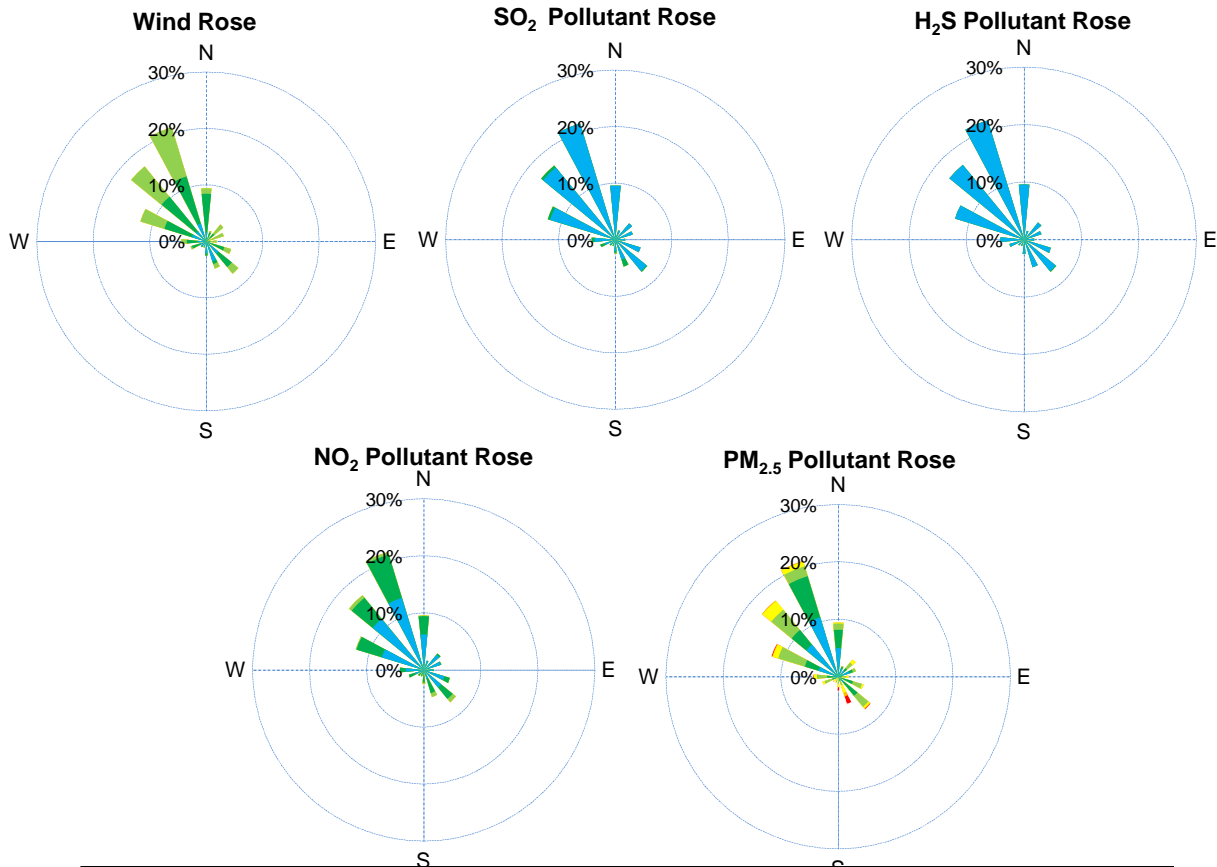 Wind Rose
N
30%
20%
10%
0%
W
E
S
SO2 Pollutant Rose
N
30%
20%
10%
0%
W
E
S
H2S Pollutant Rose
N
30%
20%
10%
0%
W
E
S
NO2 Pollutant Rose
N
30%
20%
10%
0%
W
E
S
PM2.5 Pollutant Rose
N
30%
20%
10%
0%
W
E
S